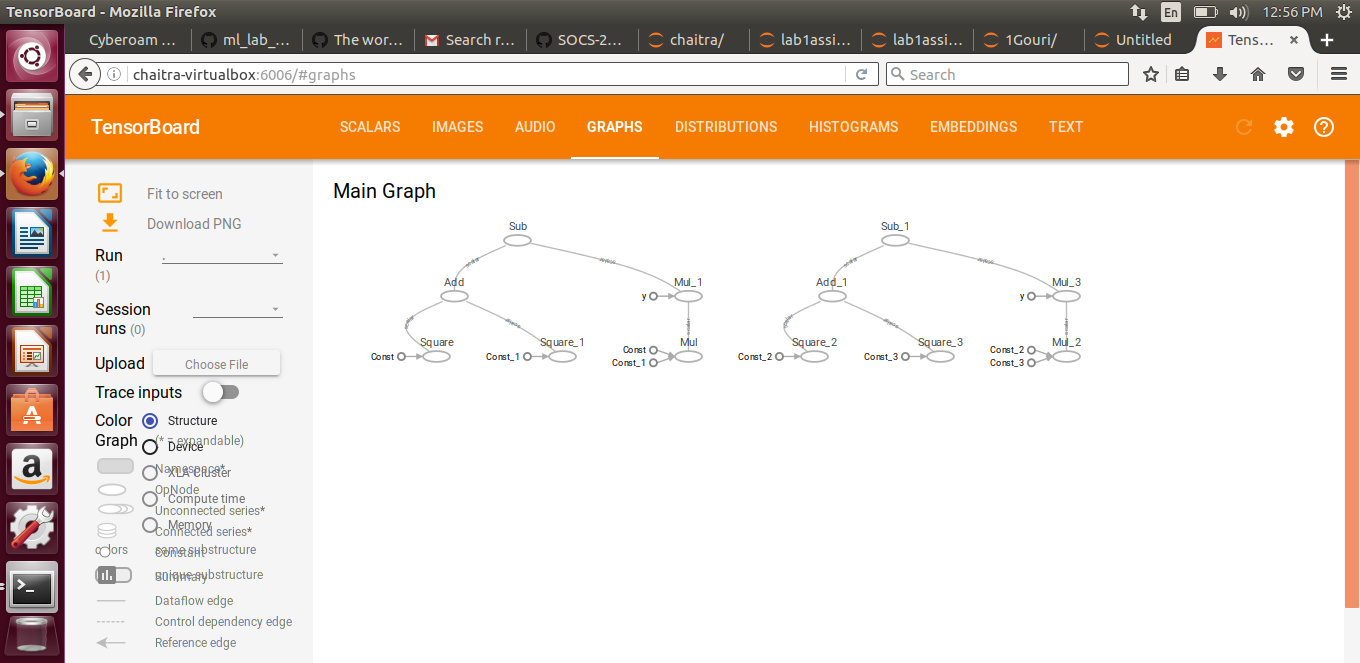 TensorBoard - Mozilla Firefox
En
12:56 PM
Cyberoam ...
ml_lab_...
The wor...
Search r...
SOCS-2...
chaitra/
lab1assi...
lab1assi...
1Gouri/
Untitled
Tens...
chaitra-virtualbox:6006/#graphs
Search
TensorBoard
SCALARS
IMAGES
AUDIO
GRAPHS
DISTRIBUTIONS
HISTOGRAMS
EMBEDDINGS
TEXT
Fit to screen
Download PNG
Run
(1)
.
Session
runs (0)
Upload
Choose File
Trace inputs
Color
Structure
Graph
(* = expandable)
Device
Namespace*
XLA Cluster
OpNode
Compute time
Unconnected series*
Memory
Connected series*
colors
same substructure
Constant
unique substructure
Summary
Dataflow edge
Control dependency edge
Reference edge
Main Graph
Sub
Add
Mul_1
y
Square
Const
Square_1
Const_1
Mul
Const
Const_1
Sub_1
Add_1
Mul_3
y
Square_2
Const_2
Square_3
Const_3
Mul_2
Const_2
Const_3